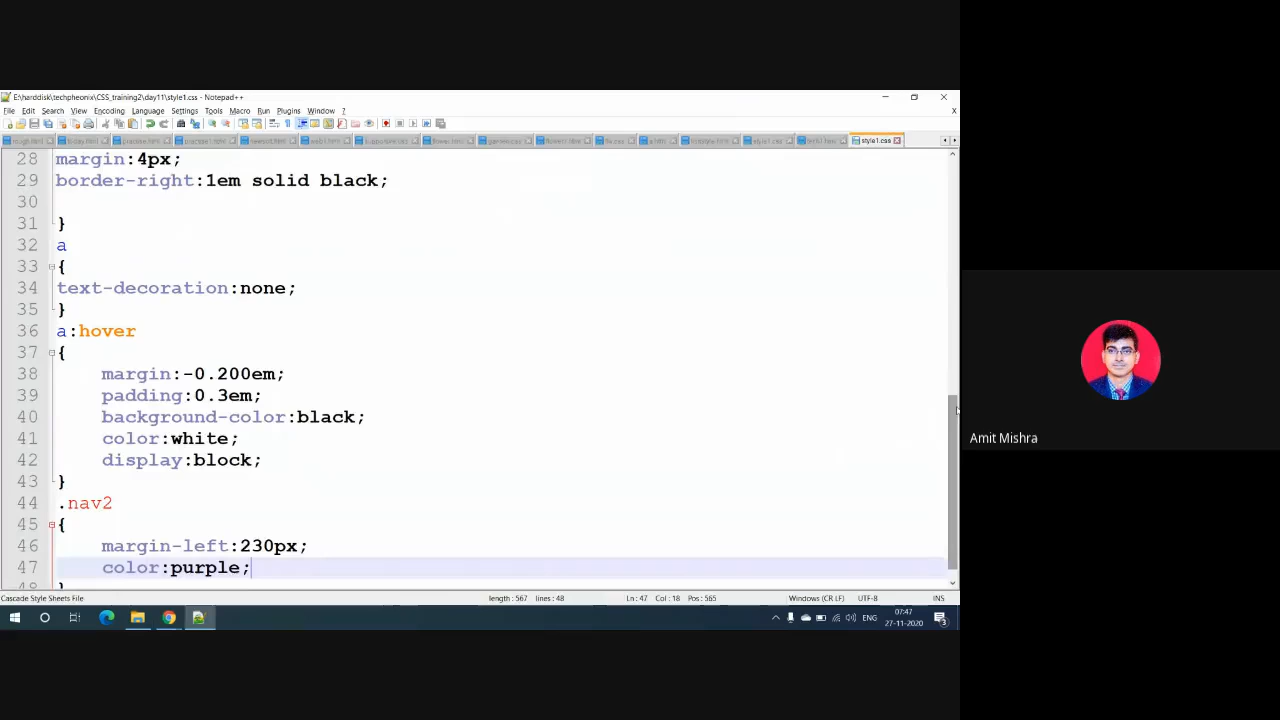 E:\harddisk\techpheonix\CSS_training2\day11\style1.css - Notepad++
File Edit Search View Encoding Language Settings Tools Macro Run Plugins Window ?
style1.css
28 margin:4px;
29 border-right:1em solid black;
30
31 }
32 a
33 {
34 text-decoration:none;
35 }
36 a:hover
37 {
38 margin:-0.200em;
39 padding:0.3em;
40 background-color:black;
41 color:white;
42 display:block;
43 }
44 .nav2
45 {
46 margin-left:230px;
47 color:purple;
48 }
Cascade Style Sheets File length : 567 lines : 48 Ln : 47 Col : 18 Pos : 565 Windows (CR LF) UTF-8 INS
ENG 07:47
27-11-2020
3
Amit Mishra